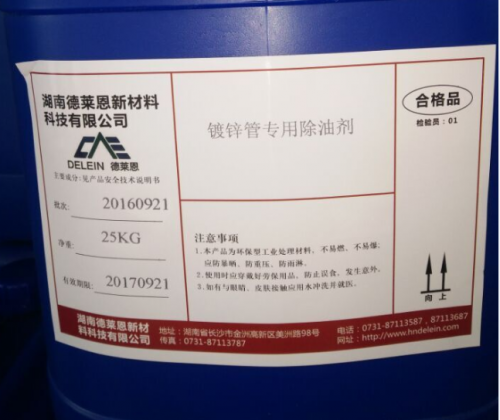 湖南德莱恩新材料
科技有限公司
DELEIN 德莱恩
主要成分:见产品安全技术说明书
批次: 20160921
净重: 25KG
有效期限: 20170921
镀锌管专用除油剂
注意事项
1.本产品为环保型工业处理材料,不易燃、不易爆;
应防暴晒、防重压、防雨淋。
2.使用时应穿戴好劳保用品,防止误食,发生意外。
3.如有与眼睛、皮肤接触应用水冲洗并就医。
合格品
检验员:01
向上
湖南德莱恩新材
料科技有限公司
地址:湖南省长沙市金洲高新区美洲路98号
传真:0731-87113787
电话:0731-87113587、87113687
网址:http://www.hndelein.com